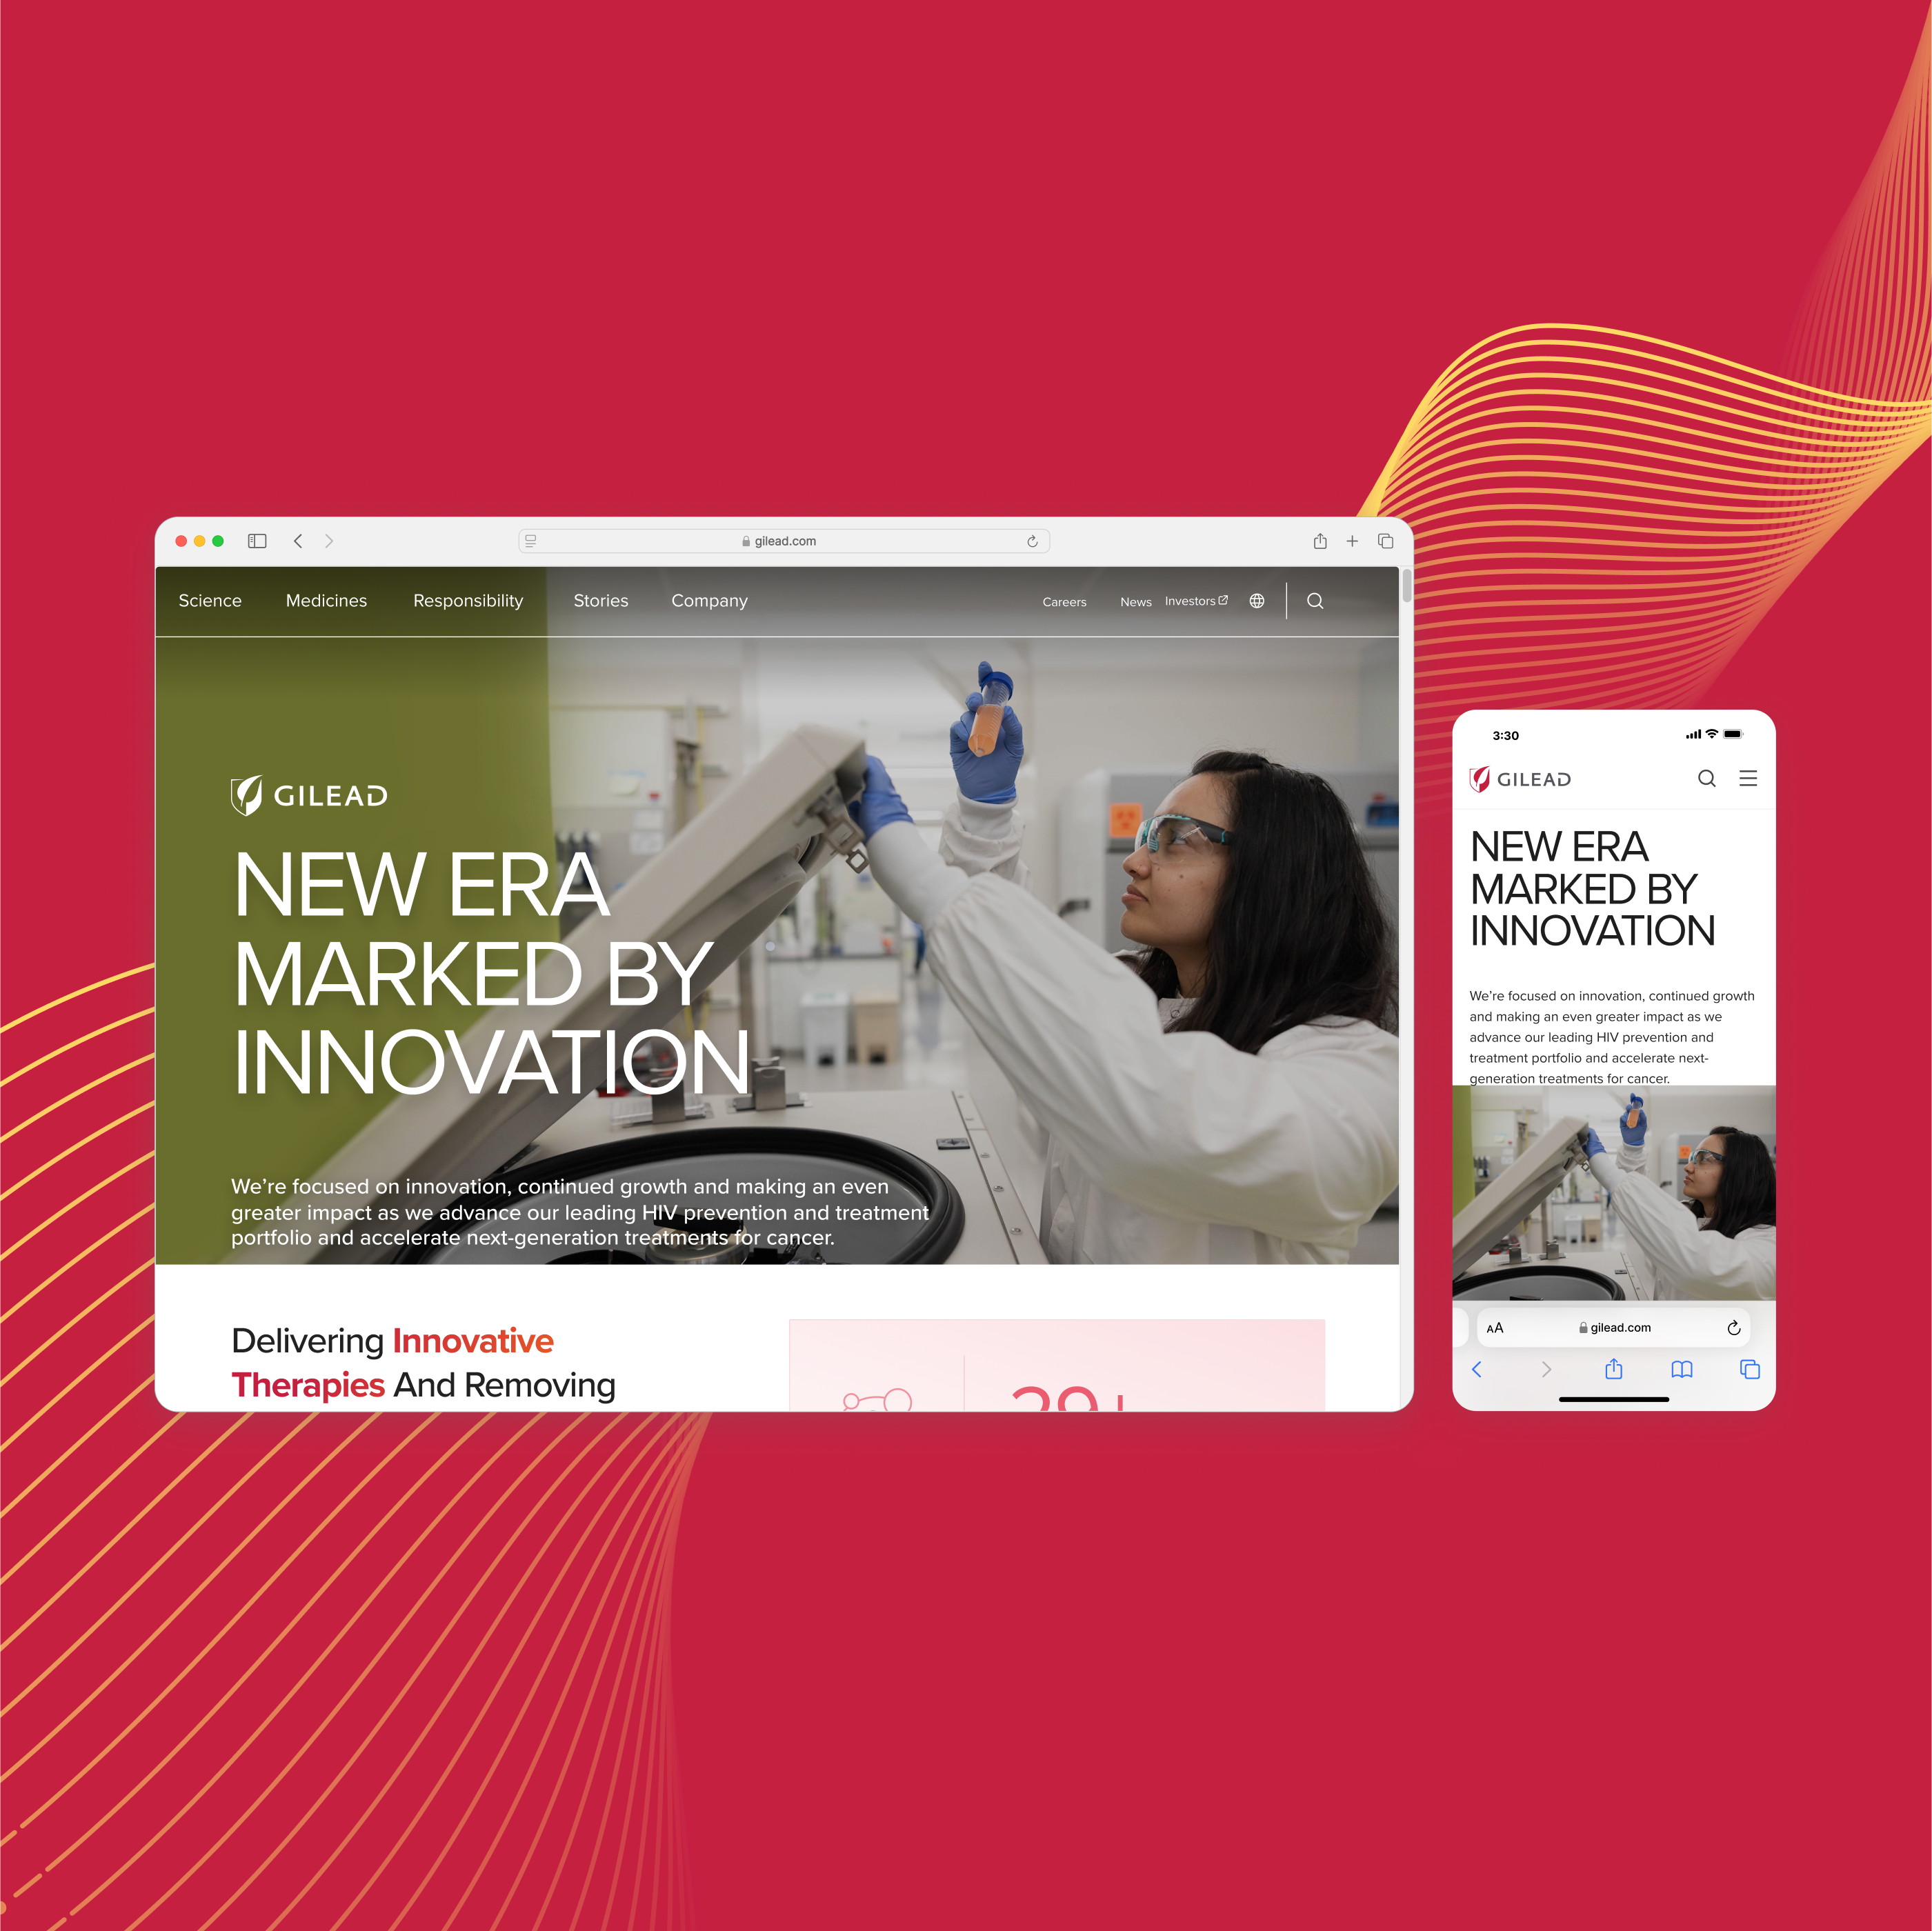 gilead.com
Science Medicines Responsibility Stories Company Careers News Investors
GILEAD
NEW ERA
MARKED BY
INNOVATION
We're focused on innovation, continued growth and making an even
greater impact as we advance our leading HIV prevention and treatment
portfolio and accelerate next-generation treatments for cancer.
Delivering Innovative
Therapies And Removing
3:30
GILEAD
NEW ERA
MARKED BY
INNOVATION
We're focused on innovation, continued growth
and making an even greater impact as we
advance our leading HIV prevention and
treatment portfolio and accelerate next-
generation treatments for cancer.
AA gilead.com